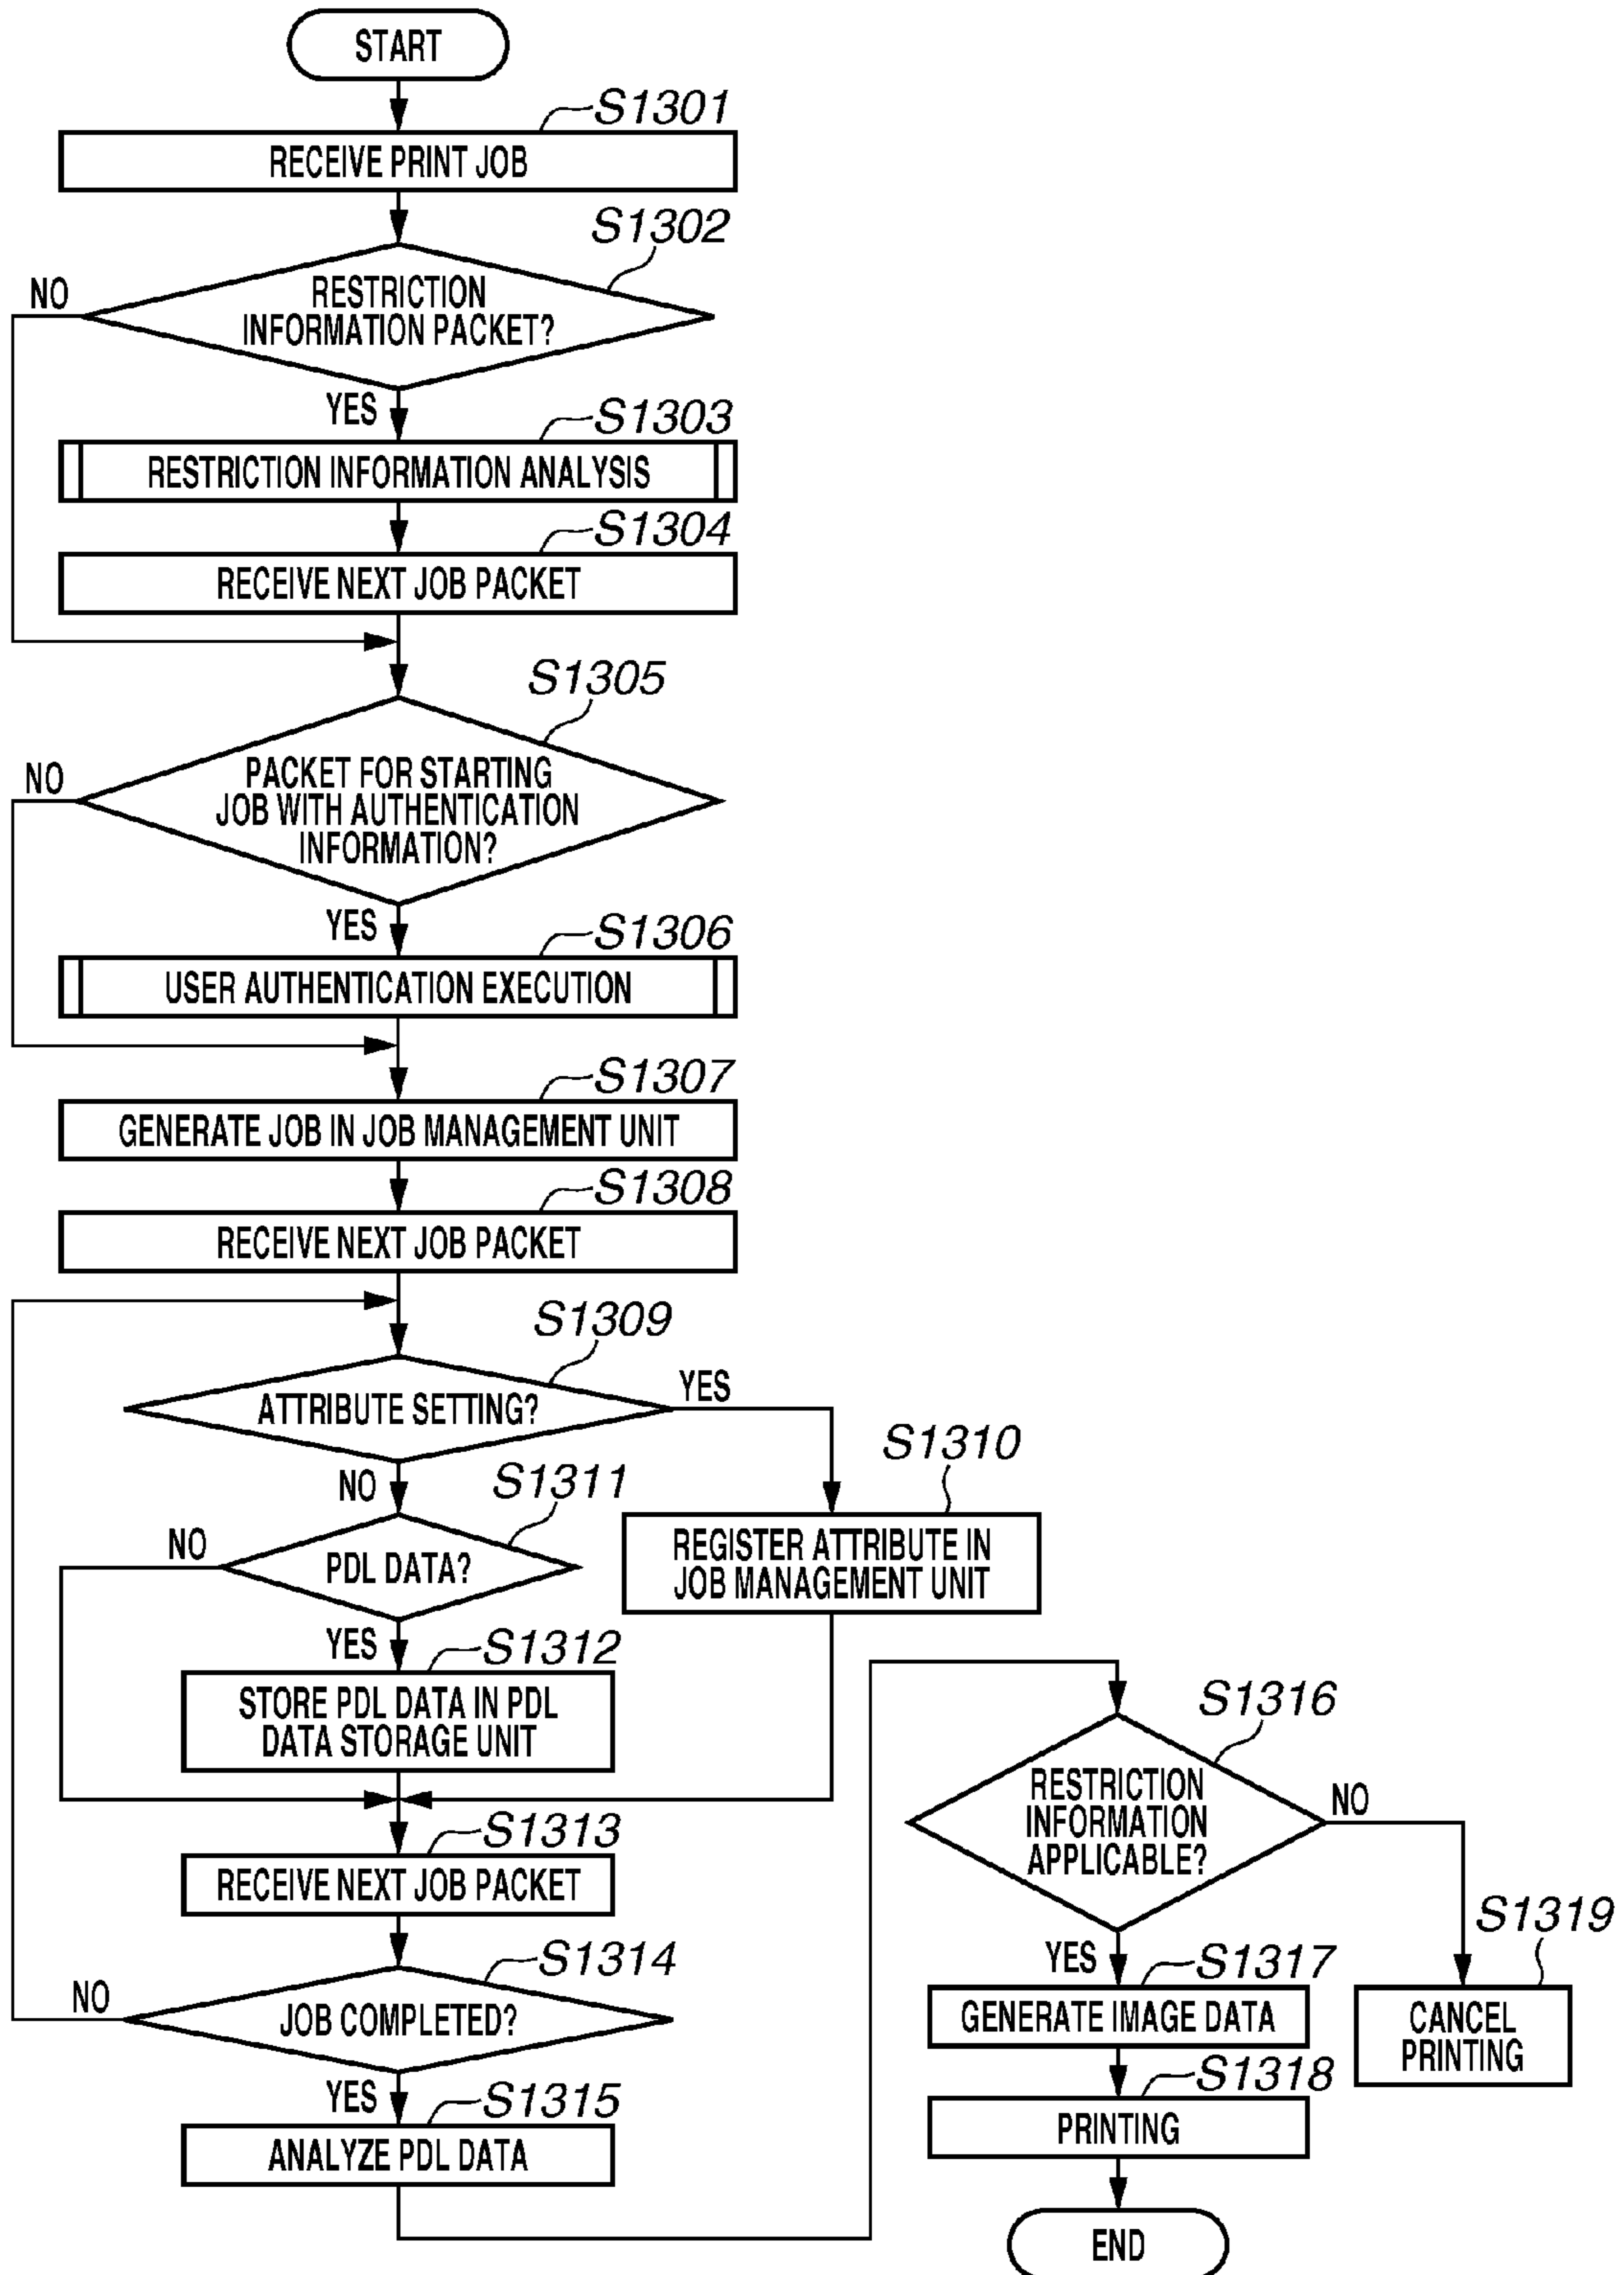 START
S1301
RECEIVE PRINT JOB
S1302
NO
RESTRICTION
INFORMATION PACKET?
YES
S1303
RESTRICTION INFORMATION ANALYSIS
S1304
RECEIVE NEXT JOB PACKET
S1305
NO
PACKET FOR STARTING
JOB WITH AUTHENTICATION
INFORMATION?
YES
S1306
USER AUTHENTICATION EXECUTION
S1307
GENERATE JOB IN JOB MANAGEMENT UNIT
S1308
RECEIVE NEXT JOB PACKET
S1309
ATTRIBUTE SETTING?
YES
S1310
REGISTER ATTRIBUTE IN
JOB MANAGEMENT UNIT
NO
S1311
NO
PDL DATA?
YES
S1312
STORE PDL DATA IN PDL
DATA STORAGE UNIT
S1313
RECEIVE NEXT JOB PACKET
S1314
NO
JOB COMPLETED?
YES
S1315
ANALYZE PDL DATA
S1316
RESTRICTION
INFORMATION
APPLICABLE?
NO
YES
S1317
GENERATE IMAGE DATA
S1318
PRINTING
END
S1319
CANCEL
PRINTING